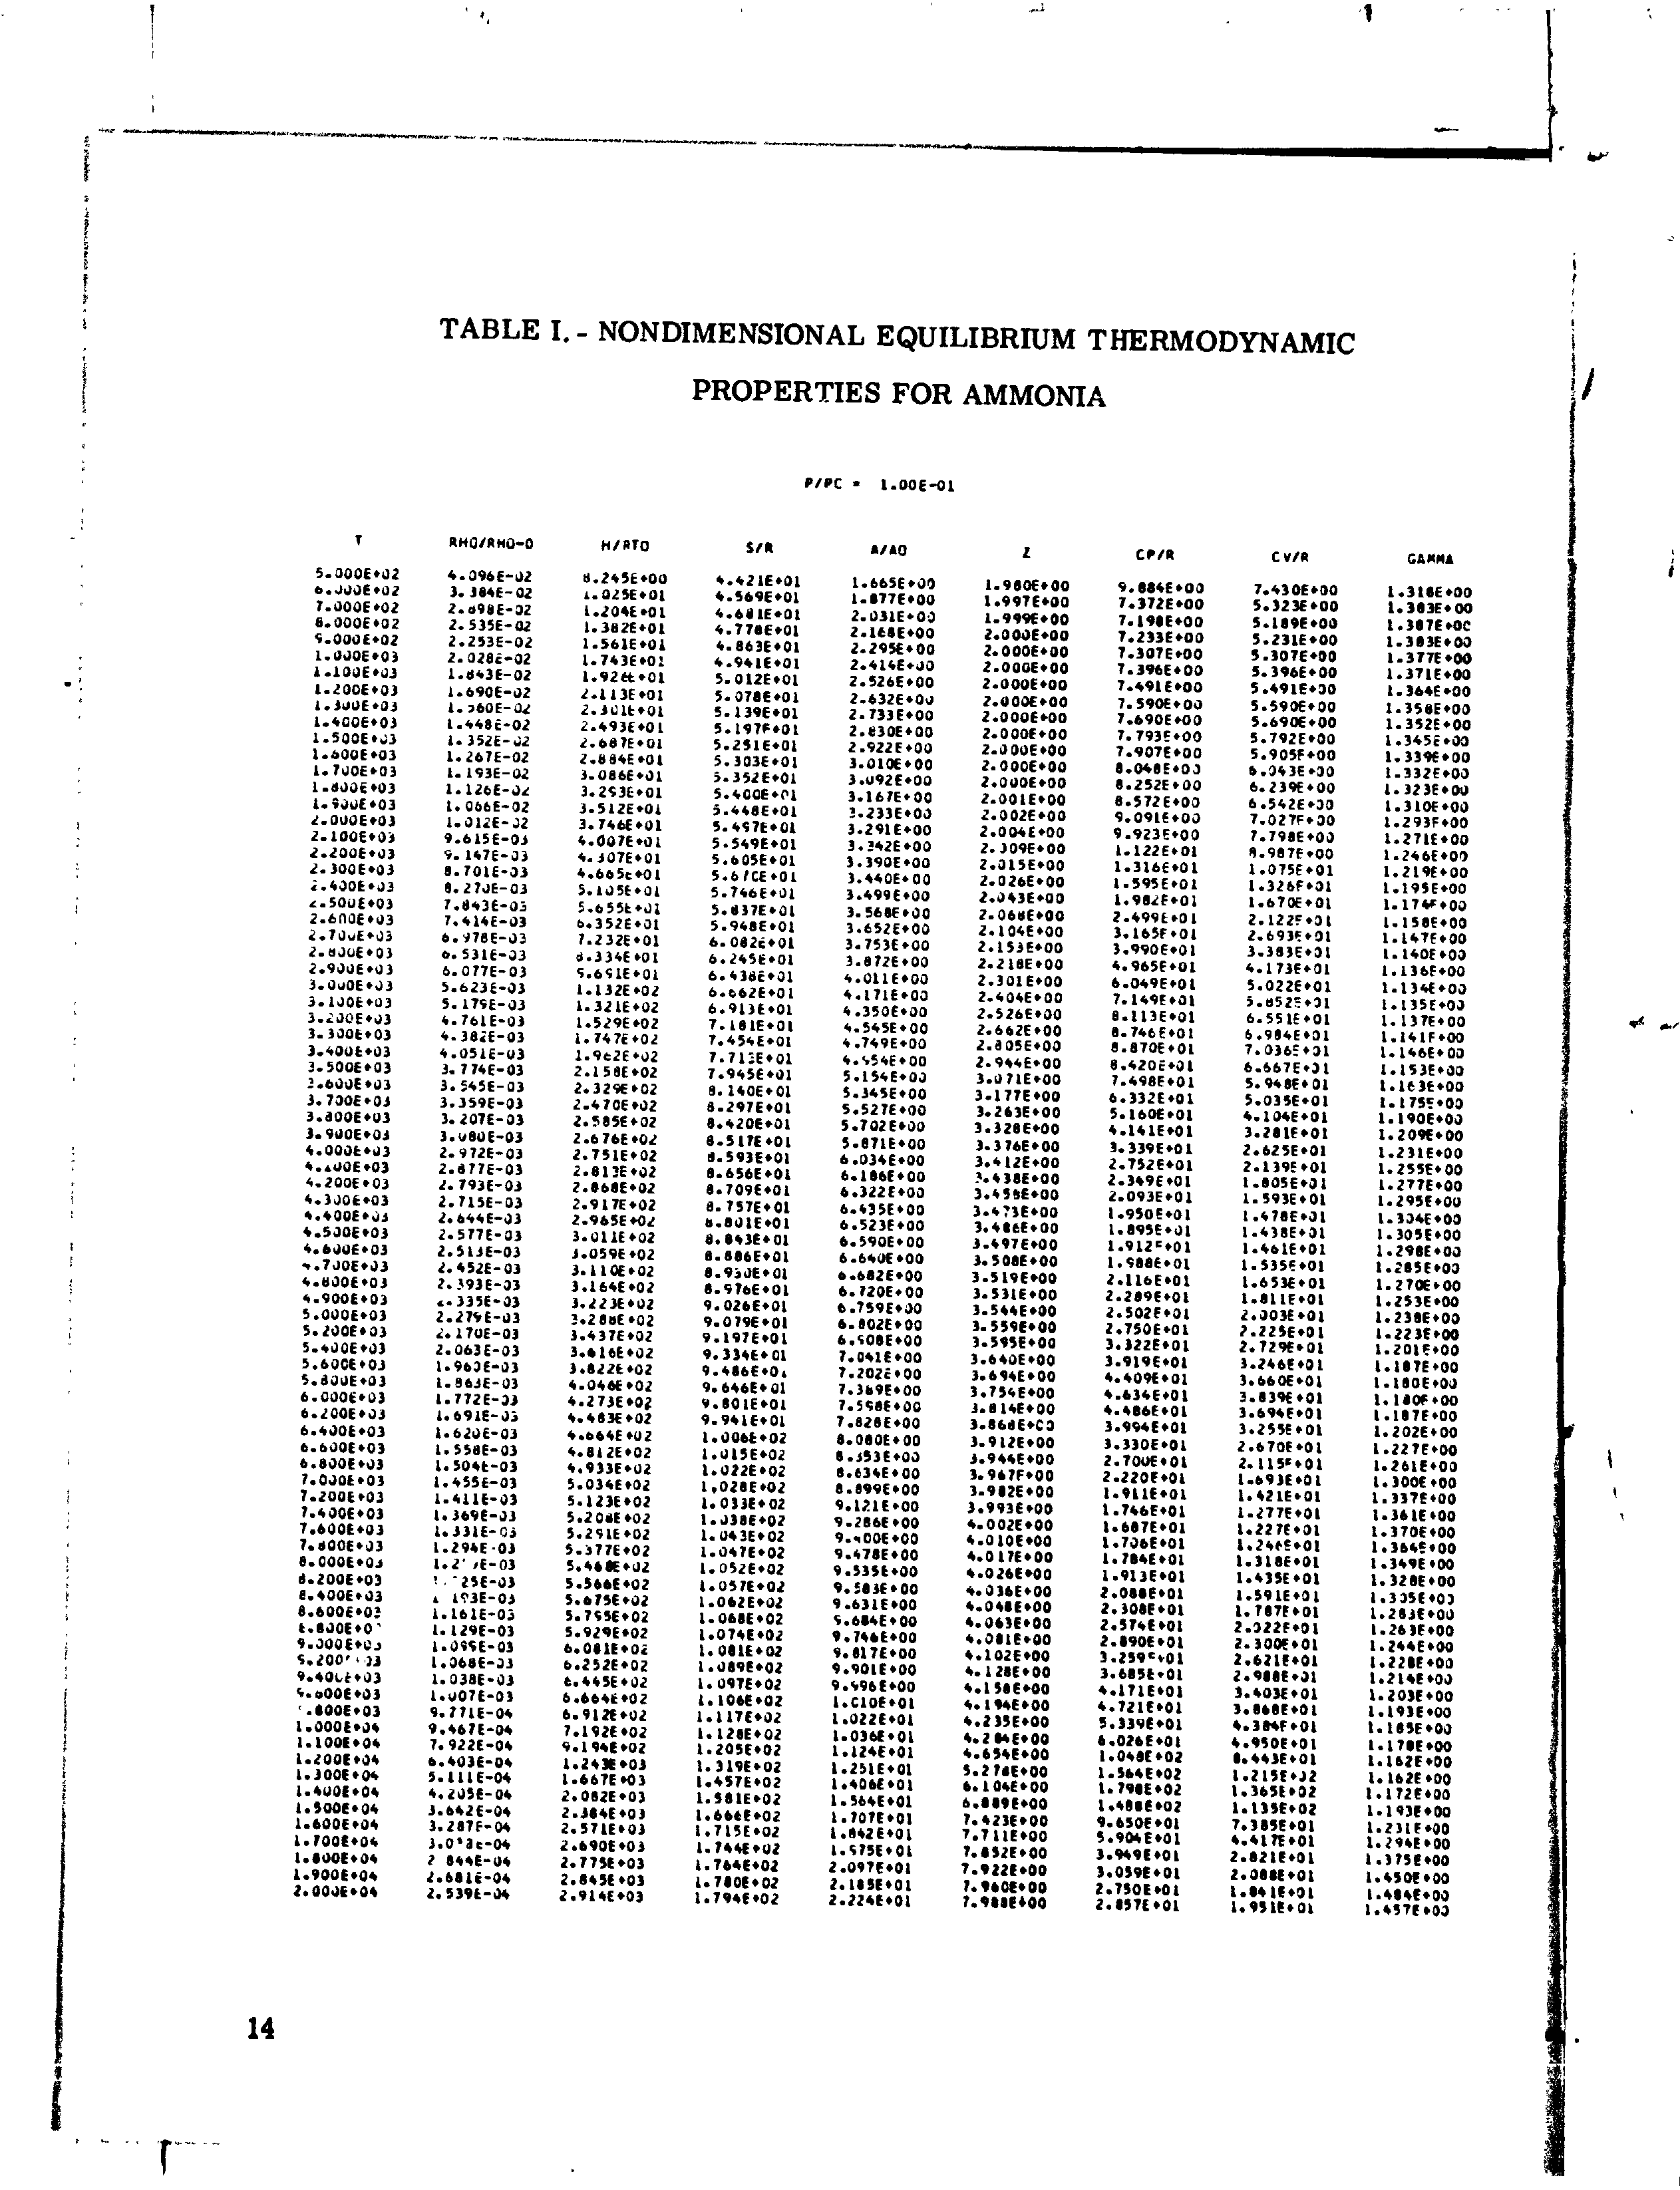 TABLE I. - NONDIMENSIONAL EQUILIBRIUM THERMODYNAMIC
PROPERTIES FOR AMMONIA
P/PC = 1.00E-01
T RHO/RHO-O H/RTO S/R A/AO Z CP/R CV/R GAMMA
5.000E+02 4.096E-02 8.245E+00 4.421E+01 1.665E+00 1.980E+00 9.884E+00 7.430E+00 1.318E+00
6.000E+02 3.384E-02 1.025E+01 4.569E+01 1.877E+00 1.997E+00 7.372E+00 5.323E+00 1.383E+00
7.000E+02 2.898E-02 1.204E+01 4.681E+01 2.031E+00 1.999E+00 7.198E+00 5.189E+00 1.387E+00
8.000E+02 2.535E-02 1.382E+01 4.778E+01 2.168E+00 2.000E+00 7.233E+00 5.231E+00 1.383E+00
9.000E+02 2.253E-02 1.561E+01 4.863E+01 2.295E+00 2.000E+00 7.307E+00 5.307E+00 1.377E+00
1.000E+03 2.028E-02 1.743E+01 4.941E+01 2.414E+00 2.000E+00 7.396E+00 5.396E+00 1.371E+00
1.100E+03 1.843E-02 1.926E+01 5.012E+01 2.526E+00 2.000E+00 7.491E+00 5.491E+00 1.364E+00
1.200E+03 1.690E-02 2.113E+01 5.078E+01 2.632E+00 2.000E+00 7.590E+00 5.590E+00 1.358E+00
1.300E+03 1.560E-02 2.301E+01 5.139E+01 2.733E+00 2.000E+00 7.690E+00 5.690E+00 1.352E+00
1.400E+03 1.448E-02 2.493E+01 5.197E+01 2.830E+00 2.000E+00 7.793E+00 5.792E+00 1.345E+00
1.500E+03 1.352E-02 2.687E+01 5.251E+01 2.922E+00 2.000E+00 7.907E+00 5.905E+00 1.339E+00
1.600E+03 1.267E-02 2.884E+01 5.303E+01 3.010E+00 2.000E+00 8.048E+00 6.043E+00 1.332E+00
1.700E+03 1.193E-02 3.086E+01 5.352E+01 3.092E+00 2.000E+00 8.252E+00 6.239E+00 1.323E+00
1.800E+03 1.126E-02 3.293E+01 5.400E+01 3.167E+00 2.001E+00 8.572E+00 6.542E+00 1.310E+00
1.900E+03 1.066E-02 3.512E+01 5.448E+01 3.233E+00 2.002E+00 9.091E+00 7.027E+00 1.293E+00
2.000E+03 1.012E-02 3.746E+01 5.497E+01 3.291E+00 2.004E+00 9.923E+00 7.798E+00 1.271E+00
2.100E+03 9.615E-03 4.007E+01 5.549E+01 3.342E+00 2.009E+00 1.122E+01 8.987E+00 1.246E+00
2.200E+03 9.147E-03 4.307E+01 5.605E+01 3.390E+00 2.015E+00 1.316E+01 1.075E+01 1.219E+00
2.300E+03 8.701E-03 4.665E+01 5.670E+01 3.440E+00 2.026E+00 1.595E+01 1.326E+01 1.195E+00
2.400E+03 8.270E-03 5.105E+01 5.746E+01 3.499E+00 2.043E+00 1.982E+01 1.670E+01 1.174E+00
2.500E+03 7.843E-03 5.655E+01 5.837E+01 3.568E+00 2.068E+00 2.499E+01 2.122E+01 1.158E+00
2.600E+03 7.414E-03 6.352E+01 5.948E+01 3.652E+00 2.104E+00 3.165E+01 2.693E+01 1.147E+00
2.700E+03 6.978E-03 7.232E+01 6.082E+01 3.753E+00 2.153E+00 3.990E+01 3.383E+01 1.140E+00
2.800E+03 6.531E-03 8.334E+01 6.245E+01 3.872E+00 2.218E+00 4.965E+01 4.173E+01 1.136E+00
2.900E+03 6.077E-03 9.691E+01 6.438E+01 4.011E+00 2.301E+00 6.049E+01 5.022E+01 1.134E+00
3.000E+03 5.623E-03 1.132E+02 6.662E+01 4.171E+00 2.404E+00 7.149E+01 5.852E+01 1.135E+00
3.100E+03 5.179E-03 1.321E+02 6.913E+01 4.350E+00 2.526E+00 8.113E+01 6.551E+01 1.137E+00
3.200E+03 4.761E-03 1.529E+02 7.181E+01 4.545E+00 2.662E+00 8.746E+01 6.984E+01 1.141E+00
3.300E+03 4.382E-03 1.747E+02 7.454E+01 4.749E+00 2.805E+00 8.870E+01 7.036E+01 1.146E+00
3.400E+03 4.051E-03 1.962E+02 7.713E+01 4.954E+00 2.944E+00 8.420E+01 6.667E+01 1.153E+00
3.500E+03 3.774E-03 2.158E+02 7.945E+01 5.154E+00 3.071E+00 7.498E+01 5.948E+01 1.163E+00
3.600E+03 3.545E-03 2.329E+02 8.140E+01 5.345E+00 3.177E+00 6.332E+01 5.035E+01 1.175E+00
3.700E+03 3.359E-03 2.470E+02 8.297E+01 5.527E+00 3.263E+00 5.160E+01 4.104E+01 1.190E+00
3.800E+03 3.207E-03 2.585E+02 8.420E+01 5.702E+00 3.328E+00 4.141E+01 3.281E+01 1.209E+00
3.900E+03 3.080E-03 2.676E+02 8.517E+01 5.871E+00 3.376E+00 3.339E+01 2.625E+01 1.231E+00
4.000E+03 2.972E-03 2.751E+02 8.593E+01 6.034E+00 3.412E+00 2.752E+01 2.139E+01 1.255E+00
4.100E+03 2.877E-03 2.813E+02 8.656E+01 6.186E+00 3.438E+00 2.349E+01 1.805E+01 1.277E+00
4.200E+03 2.793E-03 2.868E+02 8.709E+01 6.322E+00 3.458E+00 2.093E+01 1.593E+01 1.295E+00
4.300E+03 2.715E-03 2.917E+02 8.757E+01 6.435E+00 3.473E+00 1.950E+01 1.478E+01 1.304E+00
4.400E+03 2.644E-03 2.965E+02 8.801E+01 6.523E+00 3.486E+00 1.895E+01 1.438E+01 1.305E+00
4.500E+03 2.577E-03 3.011E+02 8.843E+01 6.590E+00 3.497E+00 1.912E+01 1.461E+01 1.298E+00
4.600E+03 2.513E-03 3.059E+02 8.886E+01 6.640E+00 3.508E+00 1.988E+01 1.535E+01 1.285E+00
4.700E+03 2.452E-03 3.110E+02 8.930E+01 6.682E+00 3.519E+00 2.116E+01 1.653E+01 1.270E+00
4.800E+03 2.393E-03 3.164E+02 8.976E+01 6.720E+00 3.531E+00 2.289E+01 1.811E+01 1.253E+00
4.900E+03 2.335E-03 3.223E+02 9.026E+01 6.759E+00 3.544E+00 2.502E+01 2.003E+01 1.238E+00
5.000E+03 2.279E-03 3.288E+02 9.079E+01 6.802E+00 3.559E+00 2.750E+01 2.225E+01 1.223E+00
5.200E+03 2.170E-03 3.437E+02 9.197E+01 6.908E+00 3.595E+00 3.322E+01 2.729E+01 1.201E+00
5.400E+03 2.063E-03 3.616E+02 9.334E+01 7.041E+00 3.640E+00 3.919E+01 3.246E+01 1.187E+00
5.600E+03 1.960E-03 3.822E+02 9.486E+01 7.202E+00 3.694E+00 4.409E+01 3.660E+01 1.180E+00
5.800E+03 1.863E-03 4.046E+02 9.646E+01 7.389E+00 3.754E+00 4.634E+01 3.839E+01 1.180E+00
6.000E+03 1.772E-03 4.273E+02 9.801E+01 7.598E+00 3.814E+00 4.486E+01 3.694E+01 1.187E+00
6.200E+03 1.691E-03 4.483E+02 9.941E+01 7.828E+00 3.868E+00 3.994E+01 3.255E+01 1.202E+00
6.400E+03 1.620E-03 4.664E+02 1.006E+02 8.080E+00 3.912E+00 3.330E+01 2.670E+01 1.227E+00
6.600E+03 1.558E-03 4.812E+02 1.015E+02 8.353E+00 3.944E+00 2.700E+01 2.115E+01 1.261E+00
6.800E+03 1.504E-03 4.933E+02 1.022E+02 8.634E+00 3.967E+00 2.220E+01 1.693E+01 1.300E+00
7.000E+03 1.455E-03 5.034E+02 1.028E+02 8.899E+00 3.982E+00 1.911E+01 1.421E+01 1.337E+00
7.200E+03 1.411E-03 5.123E+02 1.033E+02 9.121E+00 3.993E+00 1.746E+01 1.277E+01 1.361E+00
7.400E+03 1.369E-03 5.208E+02 1.038E+02 9.286E+00 4.002E+00 1.687E+01 1.227E+01 1.370E+00
7.600E+03 1.331E-03 5.291E+02 1.043E+02 9.400E+00 4.010E+00 1.706E+01 1.246E+01 1.364E+00
7.800E+03 1.294E-03 5.377E+02 1.047E+02 9.478E+00 4.017E+00 1.784E+01 1.318E+01 1.349E+00
8.000E+03 5.468E+02 1.052E+02 9.535E+00 4.026E+00 1.913E+01 1.435E+01 1.328E+00
8.200E+03 5.566E+02 1.057E+02 9.583E+00 4.036E+00 2.088E+01 1.591E+01 1.305E+00
8.400E+03 5.675E+02 1.062E+02 9.631E+00 4.048E+00 2.308E+01 1.787E+01 1.283E+00
8.600E+03 1.161E-03 5.795E+02 1.068E+02 9.684E+00 4.063E+00 2.574E+01 2.022E+01 1.263E+00
1.129E-03 5.929E+02 1.074E+02 9.746E+00 4.081E+00 2.890E+01 2.300E+01 1.244E+00
9.000E+03 1.099E-03 6.081E+02 1.081E+02 9.817E+00 4.102E+00 3.259E+01 2.621E+01 1.228E+00
1.068E-03 6.252E+02 1.089E+02 9.901E+00 4.128E+00 3.685E+01 2.988E+01 1.214E+00
9.400E+03 1.038E-03 6.445E+02 1.097E+02 9.996E+00 4.158E+00 4.171E+01 3.403E+01 1.203E+00
9.600E+03 1.007E-03 6.664E+02 1.106E+02 1.010E+01 4.194E+00 4.721E+01 3.868E+01 1.193E+00
9.771E-04 6.912E+02 1.117E+02 1.022E+01 4.235E+00 5.339E+01 4.384E+01 1.185E+00
1.000E+04 9.467E-04 7.192E+02 1.128E+02 1.036E+01 4.284E+00 6.026E+01 4.950E+01 1.178E+00
1.100E+04 7.922E-04 9.194E+02 1.205E+02 1.124E+01 4.654E+00 1.048E+02 8.443E+01 1.162E+00
1.200E+04 6.403E-04 1.243E+03 1.319E+02 1.251E+01 5.278E+00 1.564E+02 1.215E+02 1.162E+00
1.300E+04 5.111E-04 1.667E+03 1.457E+02 1.406E+01 6.104E+00 1.798E+02 1.365E+02 1.172E+00
1.400E+04 4.205E-04 2.082E+03 1.581E+02 1.564E+01 6.889E+00 1.488E+02 1.135E+02 1.193E+00
1.500E+04 3.642E-04 2.384E+03 1.666E+02 1.707E+01 7.423E+00 9.650E+01 7.385E+01 1.231E+00
1.600E+04 3.287E-04 2.571E+03 1.715E+02 1.842E+01 7.711E+00 5.904E+01 4.417E+01 1.294E+00
1.700E+04 2.690E+03 1.744E+02 1.975E+01 7.852E+00 3.949E+01 2.821E+01 1.375E+00
1.800E+04 2.844E-04 2.775E+03 1.764E+02 2.097E+01 7.922E+00 3.059E+01 2.088E+01 1.450E+00
1.900E+04 2.681E-04 2.845E+03 1.780E+02 2.185E+01 7.960E+00 2.750E+01 1.841E+01 1.484E+00
2.000E+04 2.539E-04 2.914E+03 1.794E+02 2.224E+01 7.988E+00 2.857E+01 1.951E+01 1.457E+00
14